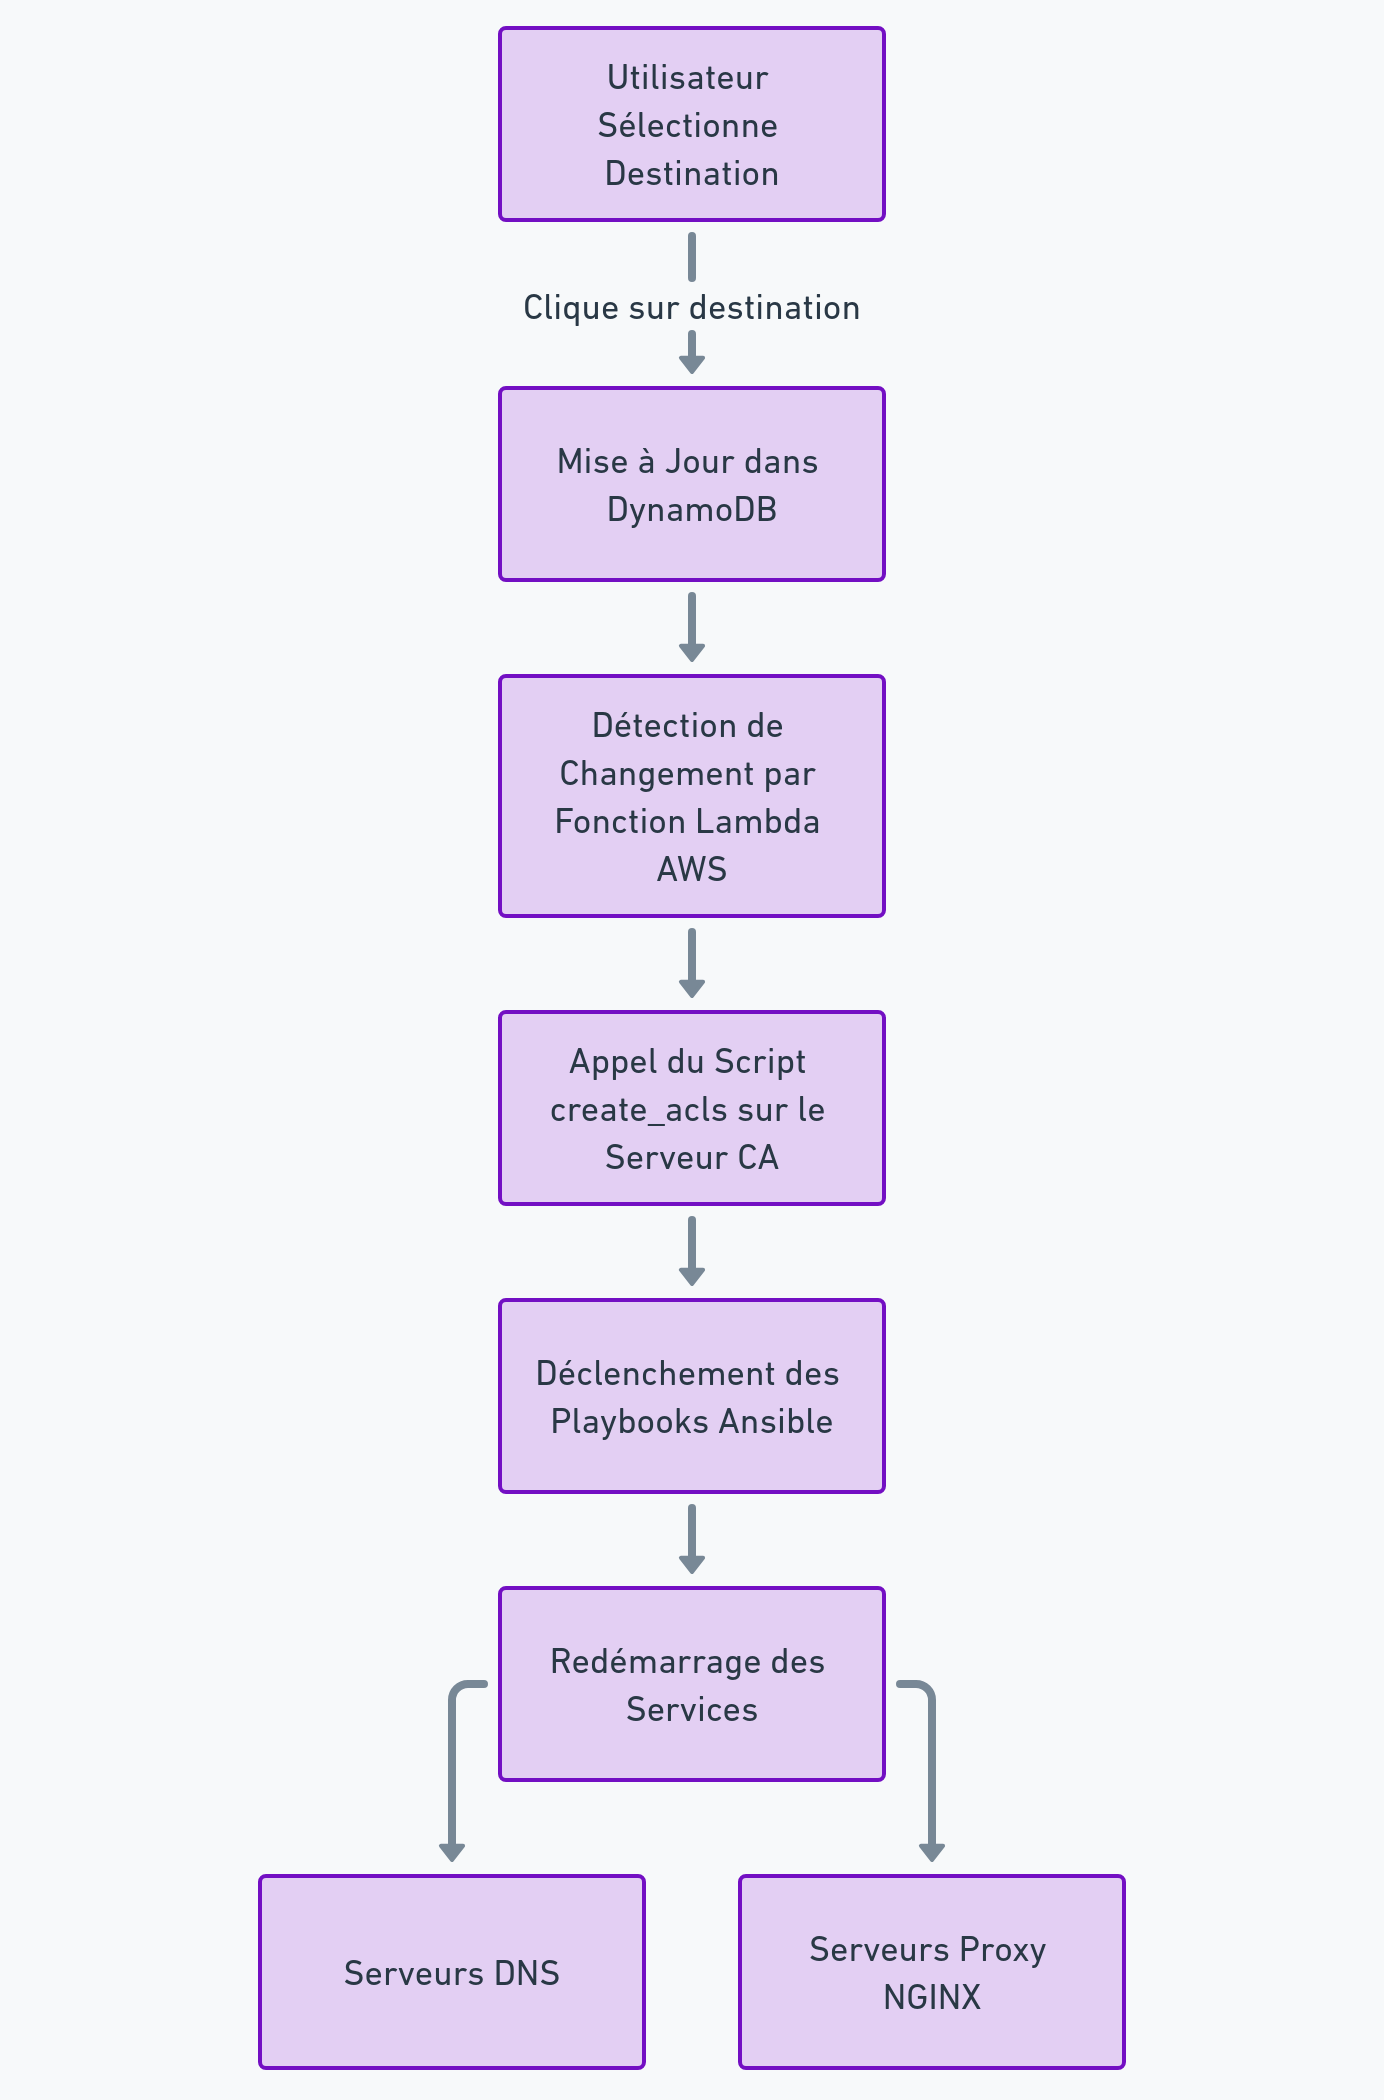 Utilisateur
Sélectionne
Destination
Clique sur destination
Mise à Jour dans
DynamoDB
Détection de
Changement par
Fonction Lambda
AWS
Appel du Script
create_acls sur le
Serveur CA
Déclenchement des
Playbooks Ansible
Redémarrage des
Services
Serveurs DNS
Serveurs Proxy
NGINX